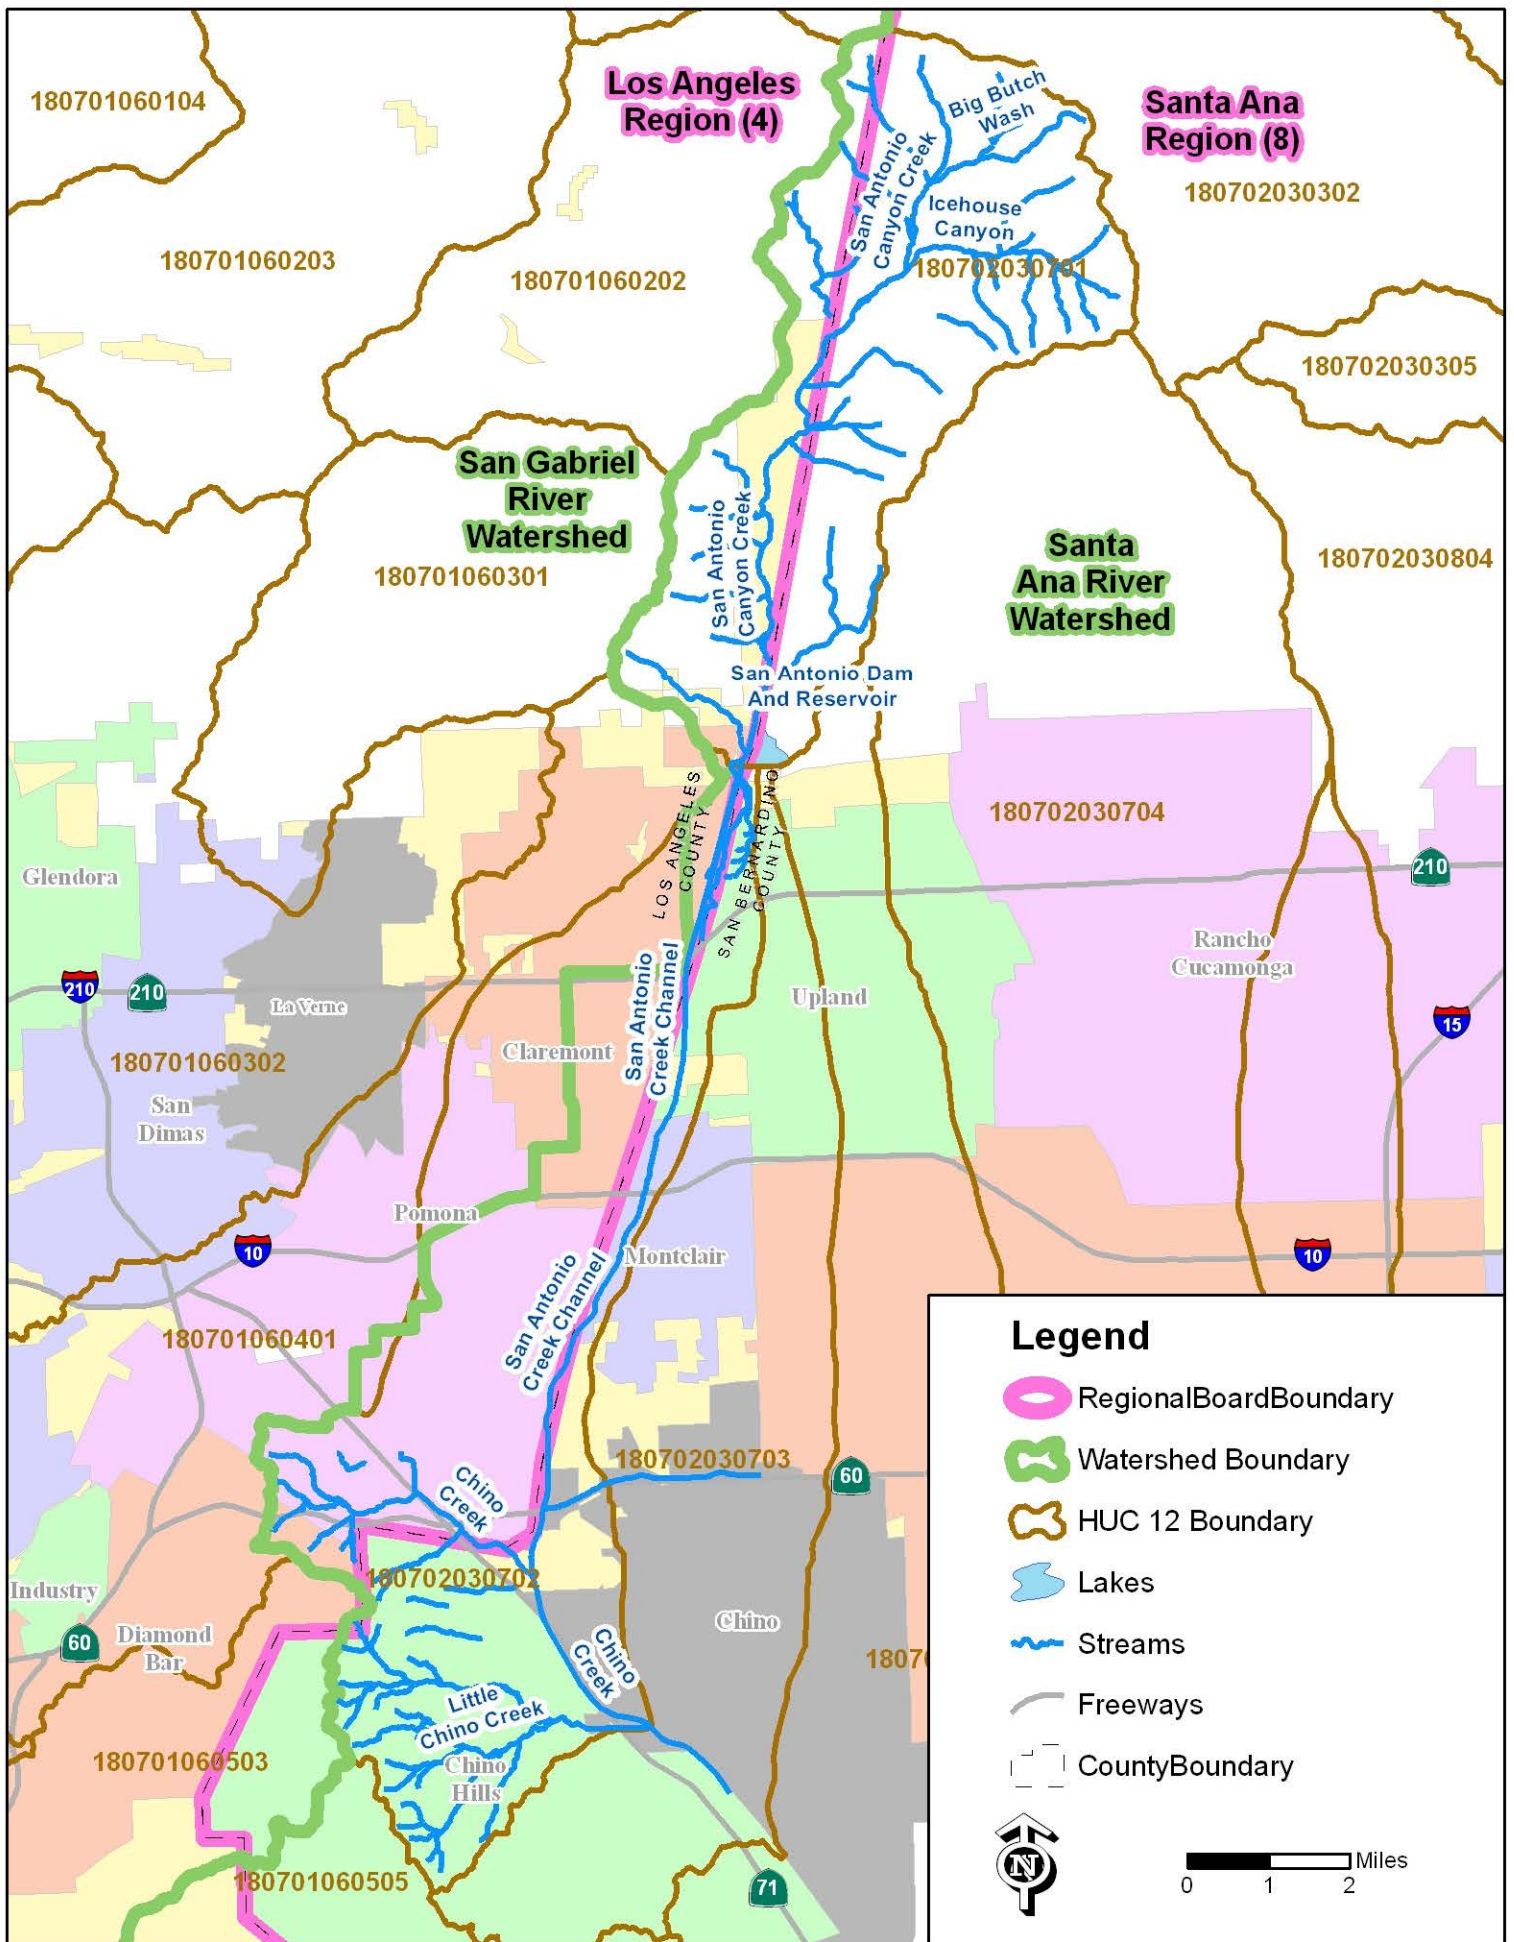 180701060104
Los Angeles
Region (4)
Big Butch
Wash
Santa Ana
Region (8)
180702030302
San Antonio
Canyon Creek
Icehouse
Canyon
180701060203
180701060202
180702030701
180702030305
San Gabriel
River
Watershed
180701060301
San Antonio
Canyon Creek
Santa
Ana River
Watershed
180702030804
San Antonio Dam
And Reservoir
LOS ANGELES
COUNTY
SAN BERNARDINO
COUNTY
180702030704
Glendora
210
Rancho
Cucamonga
210
210
La Verne
San Antonio
Creek Channel
Upland
15
Claremont
180701060302
San
Dimas
Pomona
10
Montclair
10
San Antonio
Creek Channel
180701060401
180702030703
60
Chino
Creek
180702030702
Industry
60
Diamond
Bar
Chino
Chino
Creek
1807
Little
Chino Creek
180701060503
Chino
Hills
180701060505
71
Legend
RegionalBoardBoundary
Watershed Boundary
HUC 12 Boundary
Lakes
Streams
Freeways
CountyBoundary
N
Miles
0 1 2